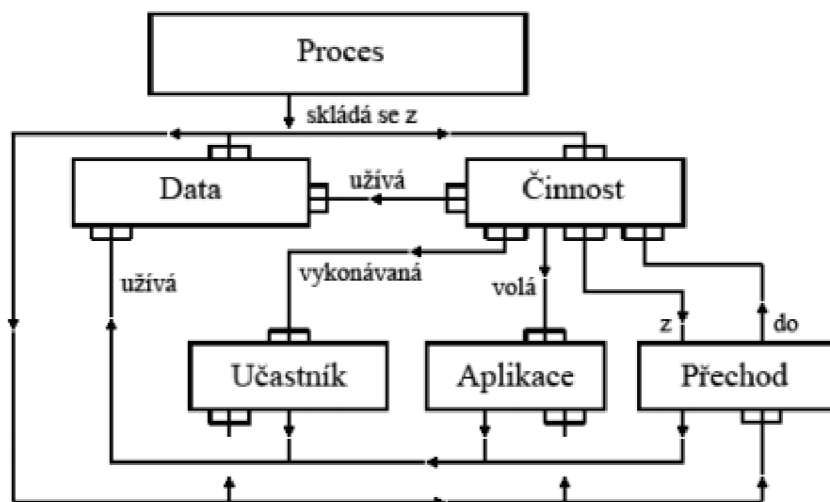 Proces
skládá se z
Data
užívá
Činnost
užívá
vykonávaná
volá
z
do
Učastník
Aplikace
Přechod